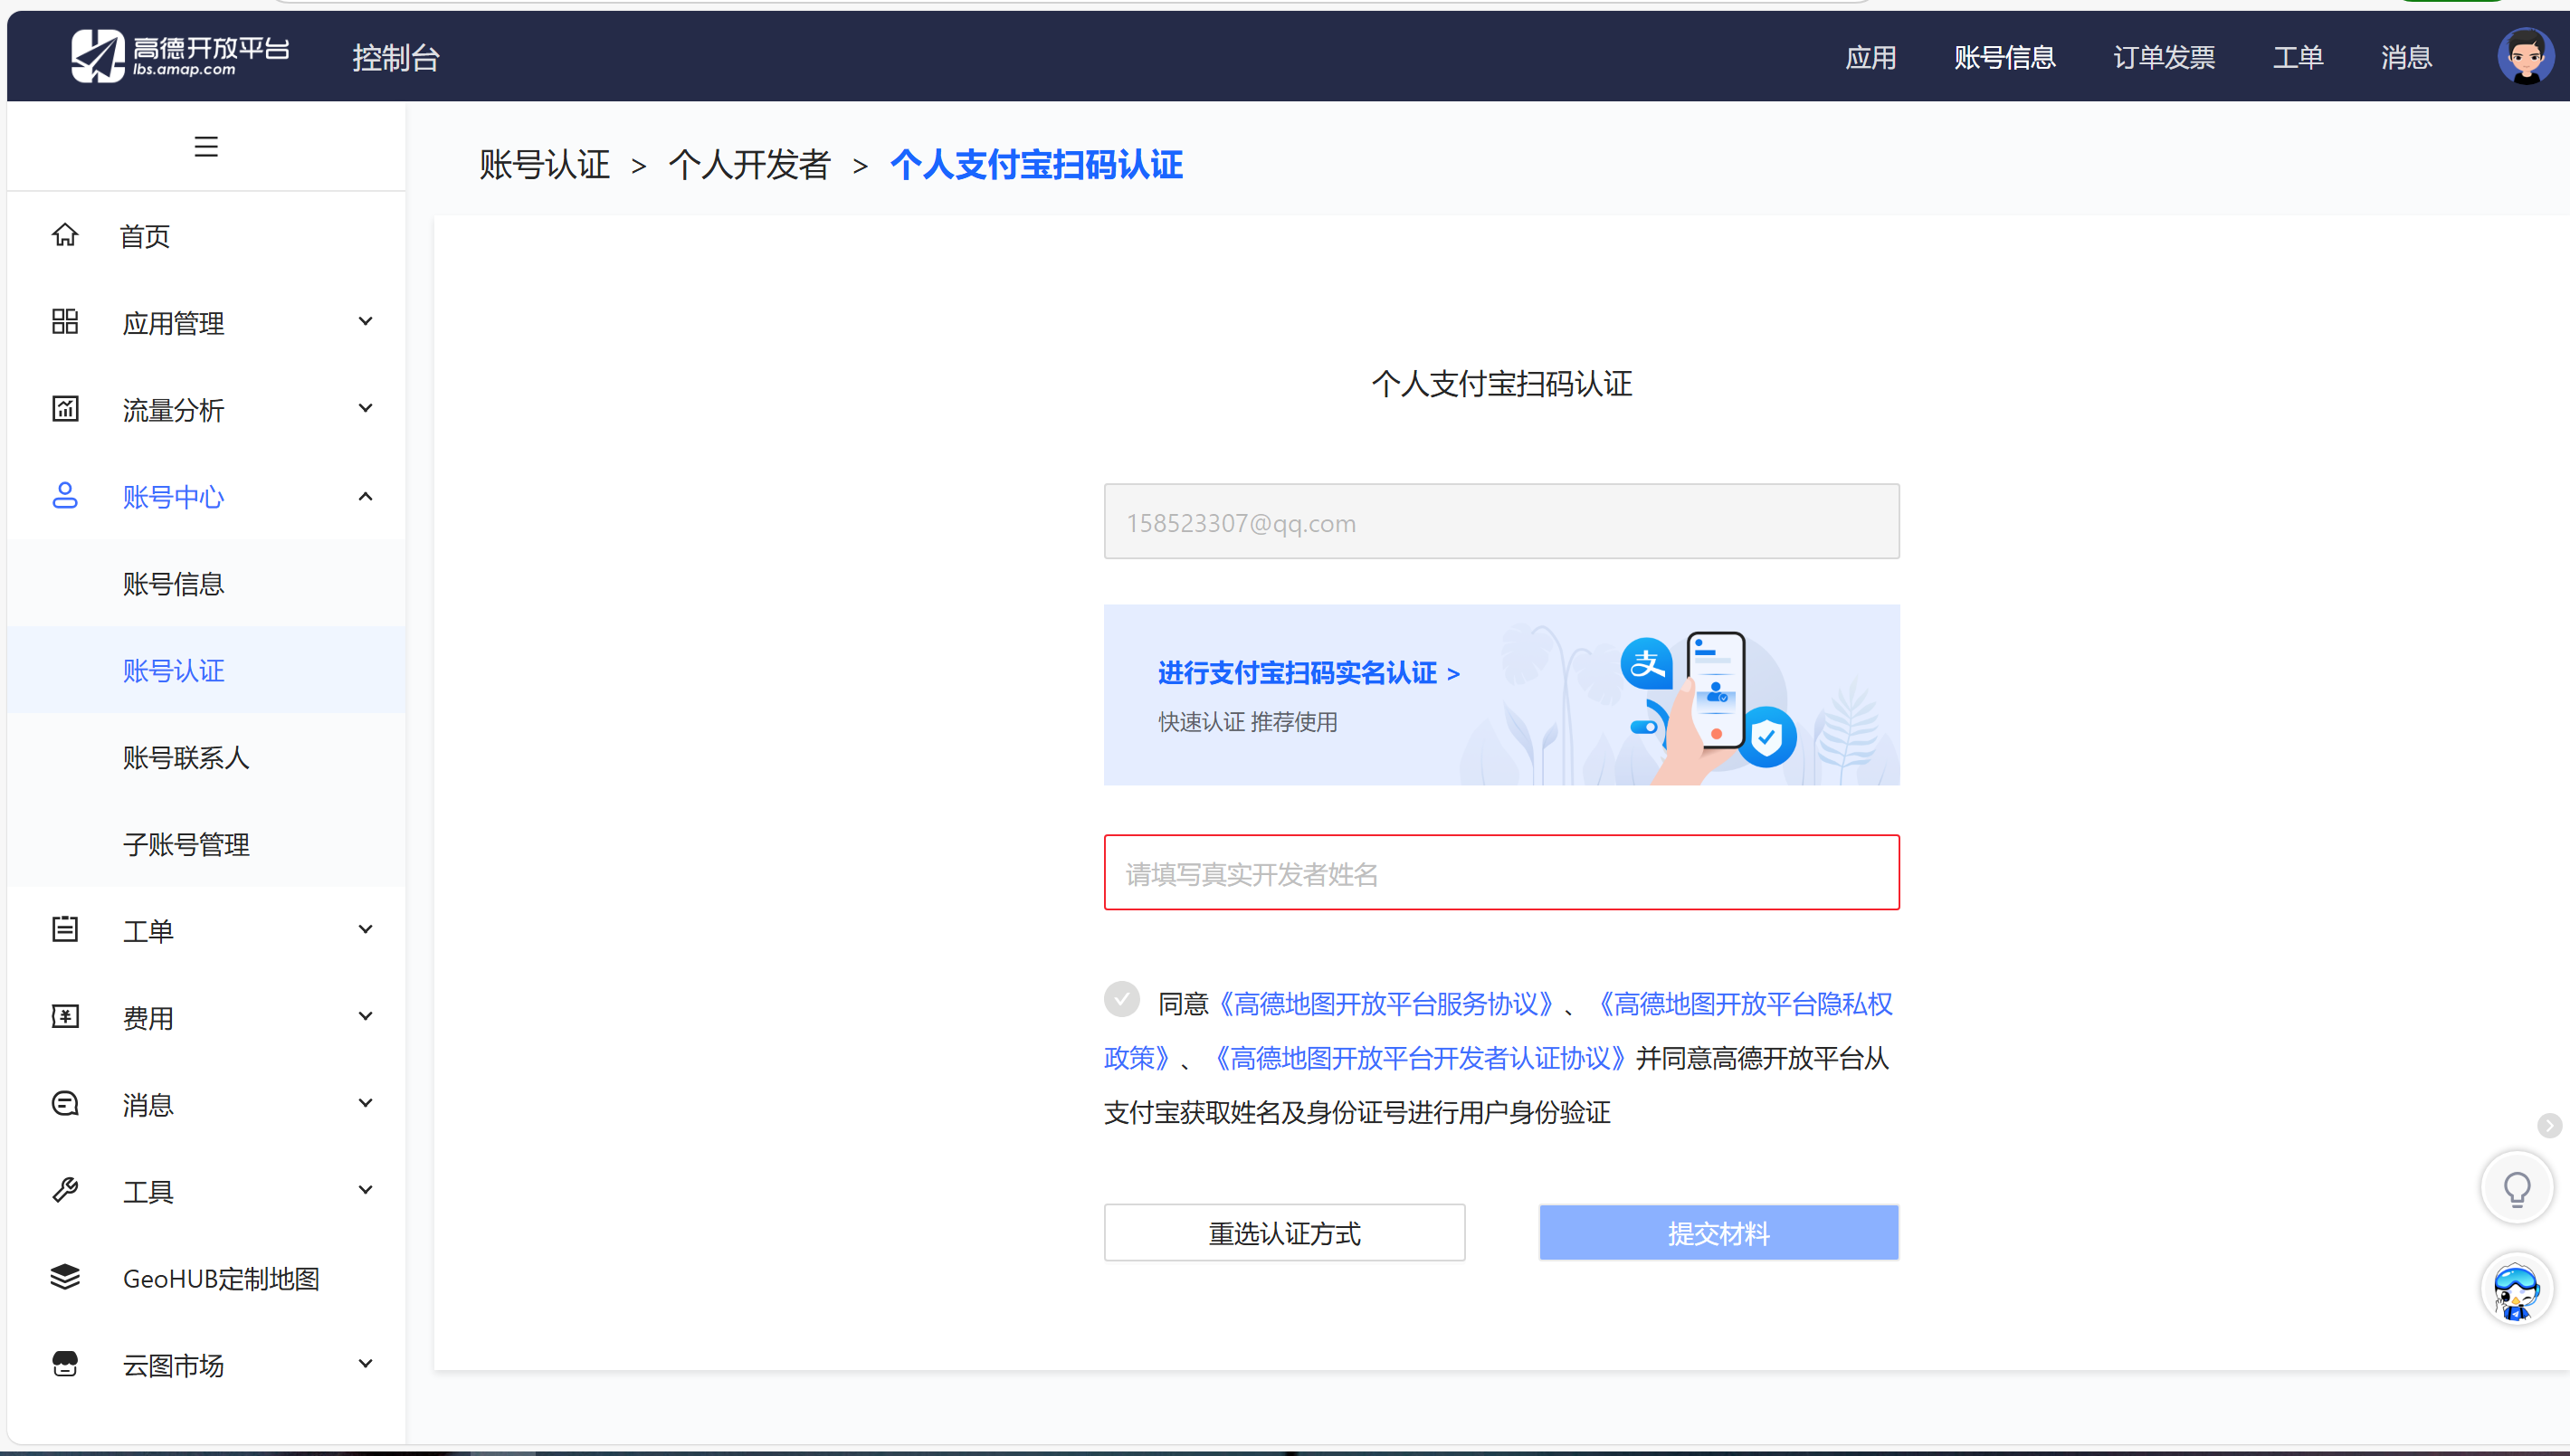 高德开放平台
lbs.amap.com
控制台
应用
账号信息
订单发票
工单
消息
首页
应用管理
流量分析
账号中心
账号信息
账号认证
账号联系人
子账号管理
工单
费用
消息
工具
GeoHUB定制地图
云图市场
账号认证 > 个人开发者 > 个人支付宝扫码认证
个人支付宝扫码认证
158523307@qq.com
进行支付宝扫码实名认证 >
快速认证 推荐使用
支
请填写真实开发者姓名
同意《高德地图开放平台服务协议》、《高德地图开放平台隐私权
政策》、《高德地图开放平台开发者认证协议》并同意高德开放平台从
支付宝获取姓名及身份证号进行用户身份验证
重选认证方式
提交材料